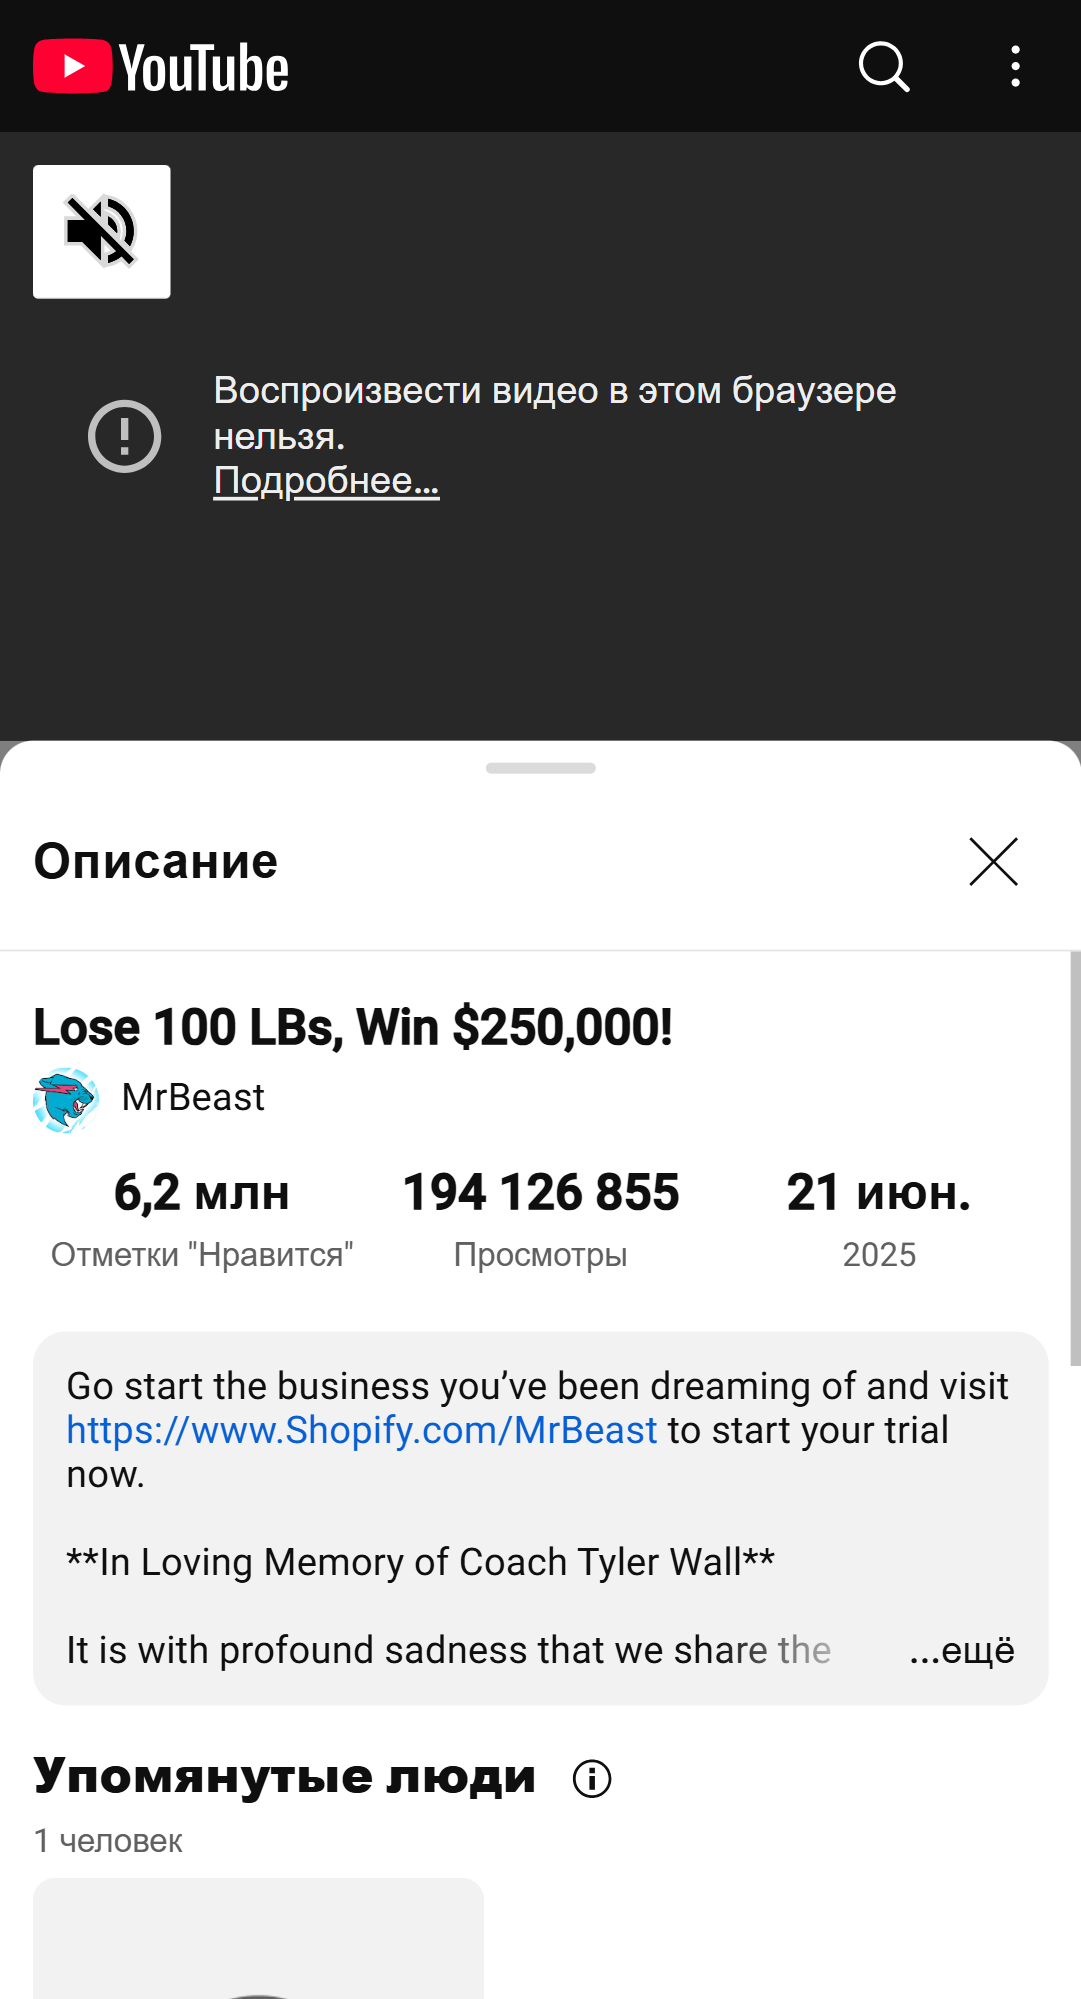 YouTube
Воспроизвести видео в этом браузере
нельзя.
Подробнее...
Описание
Lose 100 LBs, Win $250,000!
MrBeast
6,2 млн 194 126 855 21 июн.
Отметки "Нравится" Просмотры 2025
Go start the business you’ve been dreaming of and visit
https://www.Shopify.com/MrBeast to start your trial
now.
**In Loving Memory of Coach Tyler Wall**
It is with profound sadness that we share the ...ещё
Упомянутые люди
1 человек